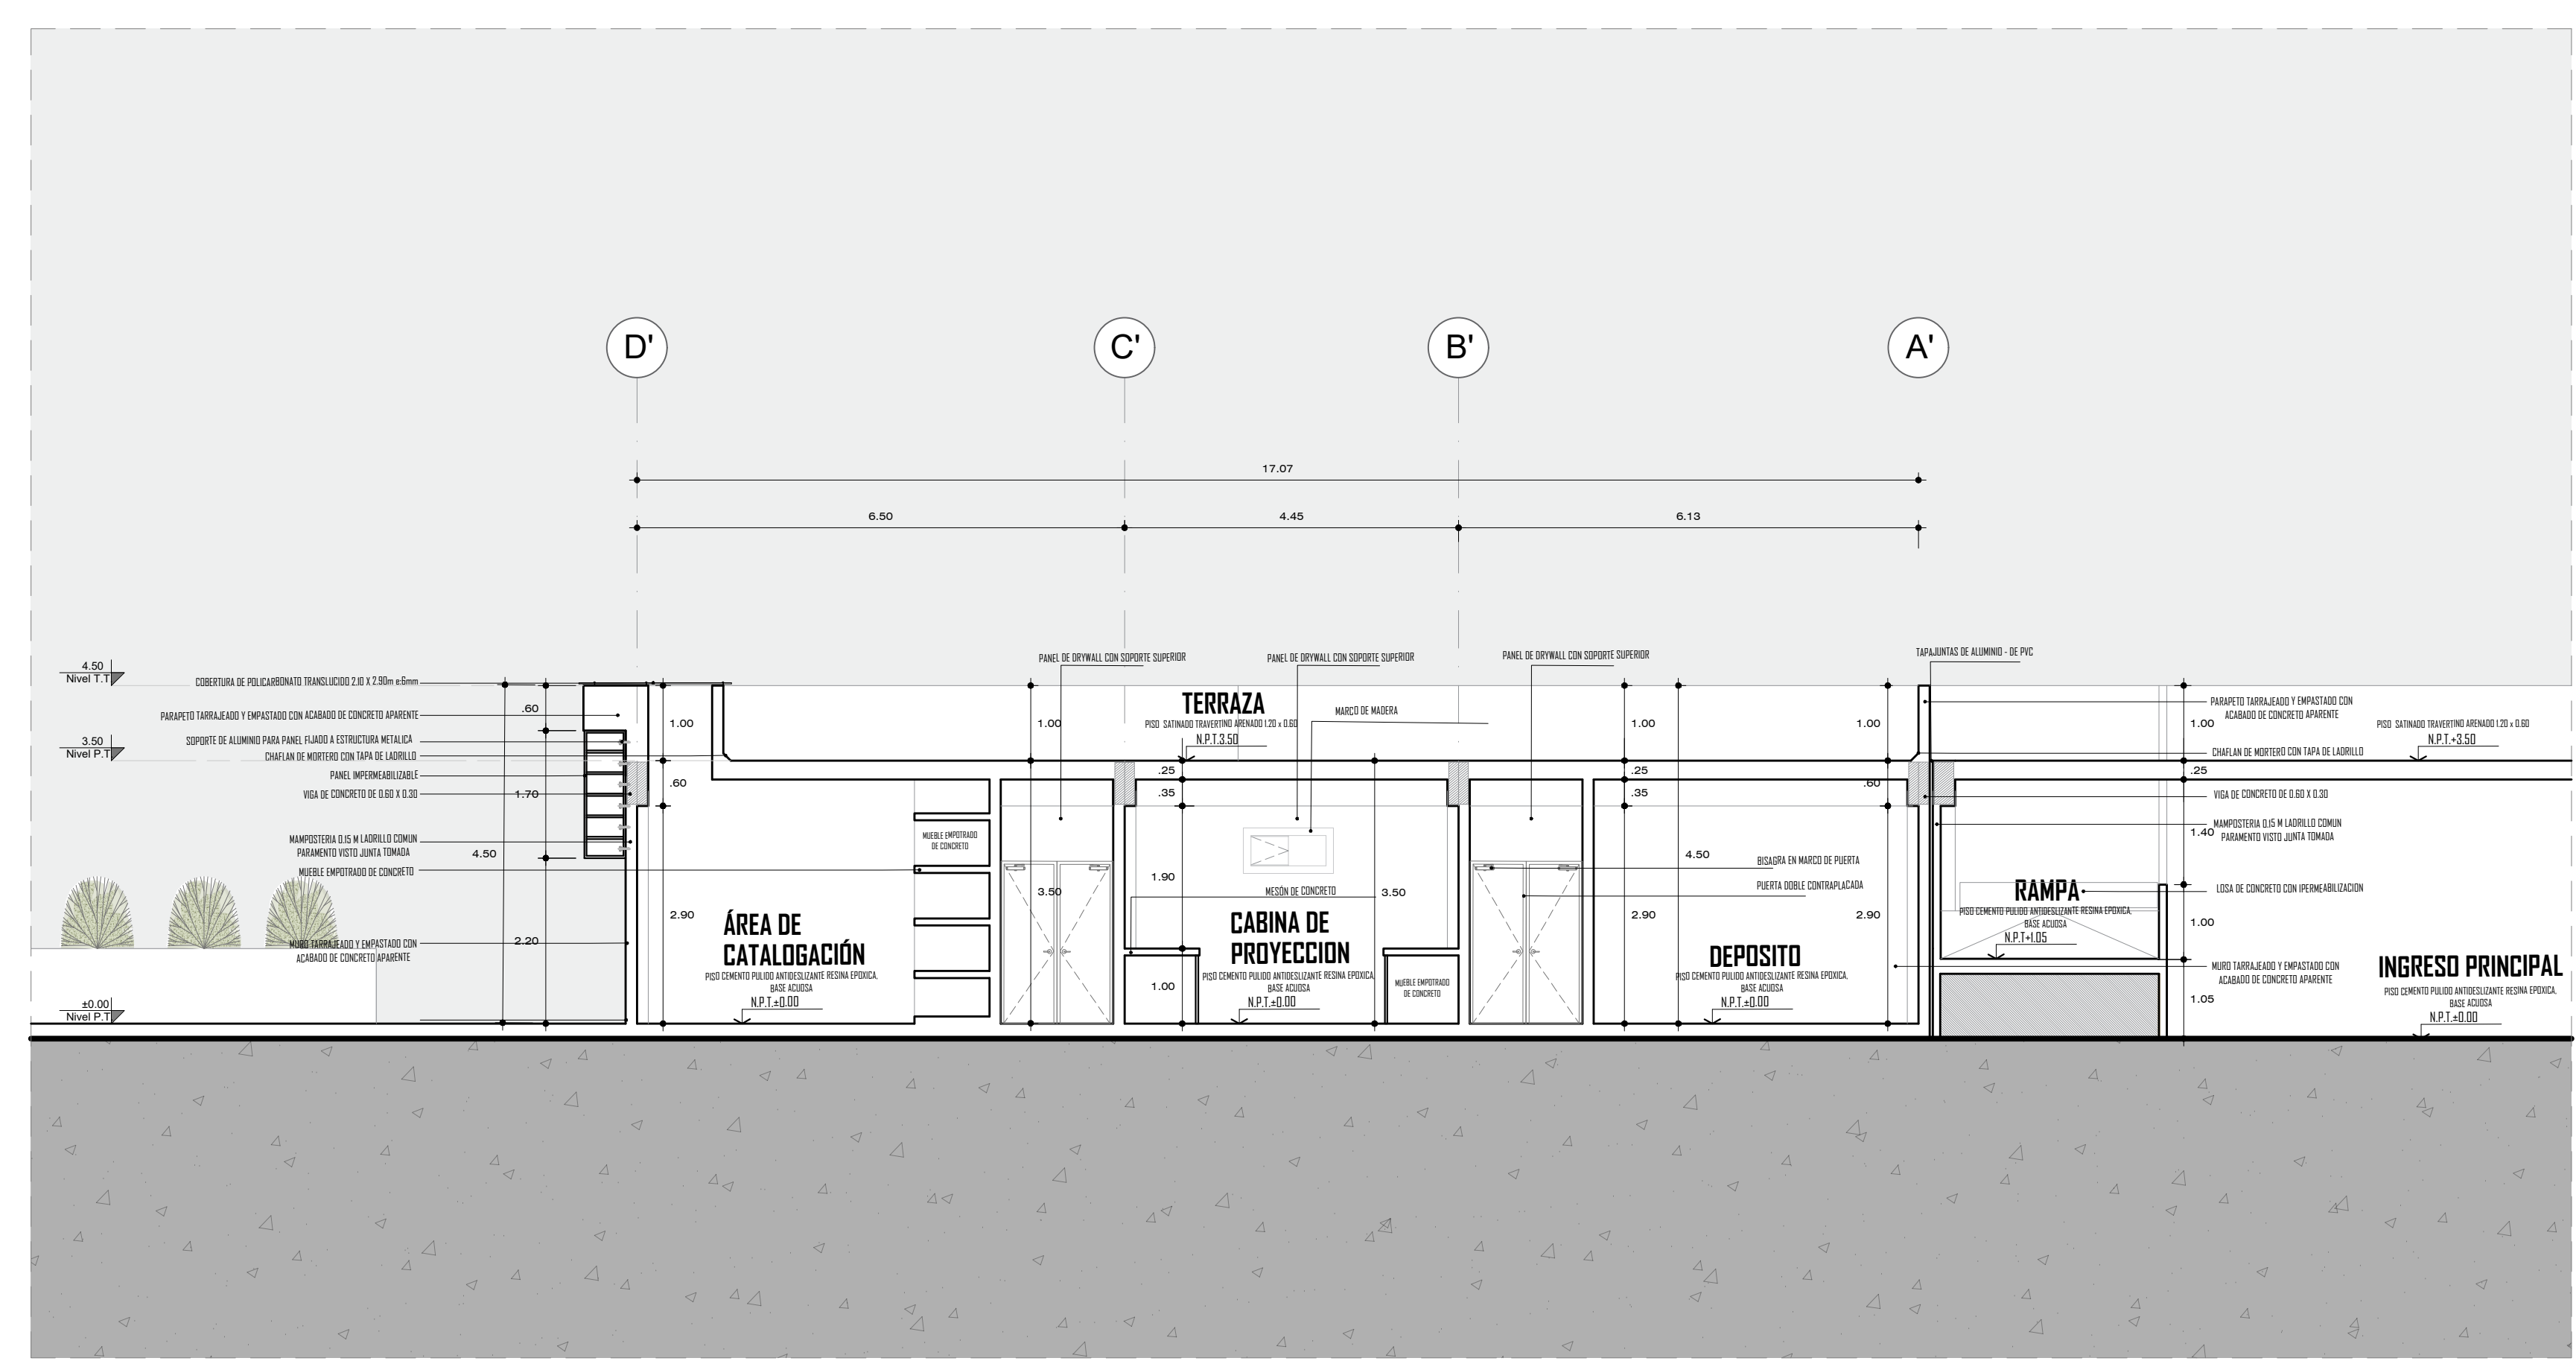 D'
C'
B'
A'
17.07
6.50
4.45
6.13
4.50
Nivel T.T
3.50
Nivel P.T
±0.00
Nivel P.T
COBERTURA DE POLICARBONATO TRANSLUCIDO 2.10 X 2.90m e:6mm
PARAPETO TARRAJEADO Y EMPASTADO CON ACABADO DE CONCRETO APARENTE
SOPORTE DE ALUMINIO PARA PANEL FIJADO A ESTRUCTURA METALICA
CHAFLAN DE MORTERO CON TAPA DE LADRILLO
PANEL IMPERMEABILIZABLE
VIGA DE CONCRETO DE 0.60 X 0.30
MAMPOSTERIA 0.15 M LADRILLO COMUN
PARAMENTO VISTO JUNTA TOMADA
MUEBLE EMPOTRADO DE CONCRETO
MURO TARRAJEADO Y EMPASTADO CON
ACABADO DE CONCRETO APARENTE
4.50
.60
1.70
2.20
1.00
.60
2.90
ÁREA DE
CATALOGACIÓN
PISO CEMENTO PULIDO ANTIDESLIZANTE RESINA EPOXICA,
BASE ACUOSA
N.P.T.±0.00
MUEBLE EMPOTRADO
DE CONCRETO
PANEL DE DRYWALL CON SOPORTE SUPERIOR
PANEL DE DRYWALL CON SOPORTE SUPERIOR
PANEL DE DRYWALL CON SOPORTE SUPERIOR
TERRAZA
PISO SATINADO TRAVERTINO ARENADO 1.20 x 0.60
N.P.T.3.50
MARCO DE MADERA
1.00
3.50
.25
.35
1.90
1.00
MESÓN DE CONCRETO
3.50
CABINA DE
PROYECCION
PISO CEMENTO PULIDO ANTIDESLIZANTE RESINA EPOXICA,
BASE ACUOSA
N.P.T.±0.00
MUEBLE EMPOTRADO
DE CONCRETO
1.00
.25
.35
2.90
4.50
BISAGRA EN MARCO DE PUERTA
PUERTA DOBLE CONTRAPLACADA
DEPOSITO
PISO CEMENTO PULIDO ANTIDESLIZANTE RESINA EPOXICA,
BASE ACUOSA
N.P.T.±0.00
1.00
.60
2.90
TAPAJUNTAS DE ALUMINIO - DE PVC
RAMPA
PISO CEMENTO PULIDO ANTIDESLIZANTE RESINA EPOXICA,
BASE ACUOSA
N.P.T+1.05
1.00
.25
1.40
1.00
1.05
PARAPETO TARRAJEADO Y EMPASTADO CON
ACABADO DE CONCRETO APARENTE
CHAFLAN DE MORTERO CON TAPA DE LADRILLO
VIGA DE CONCRETO DE 0.60 X 0.30
MAMPOSTERIA 0.15 M LADRILLO COMUN
PARAMENTO VISTO JUNTA TOMADA
LOSA DE CONCRETO CON IPERMEABILIZACION
MURO TARRAJEADO Y EMPASTADO CON
ACABADO DE CONCRETO APARENTE
PISO SATINADO TRAVERTINO ARENADO 1.20 x 0.60
N.P.T.+3.50
INGRESO PRINCIPAL
PISO CEMENTO PULIDO ANTIDESLIZANTE RESINA EPOXICA,
BASE ACUOSA
N.P.T.±0.00